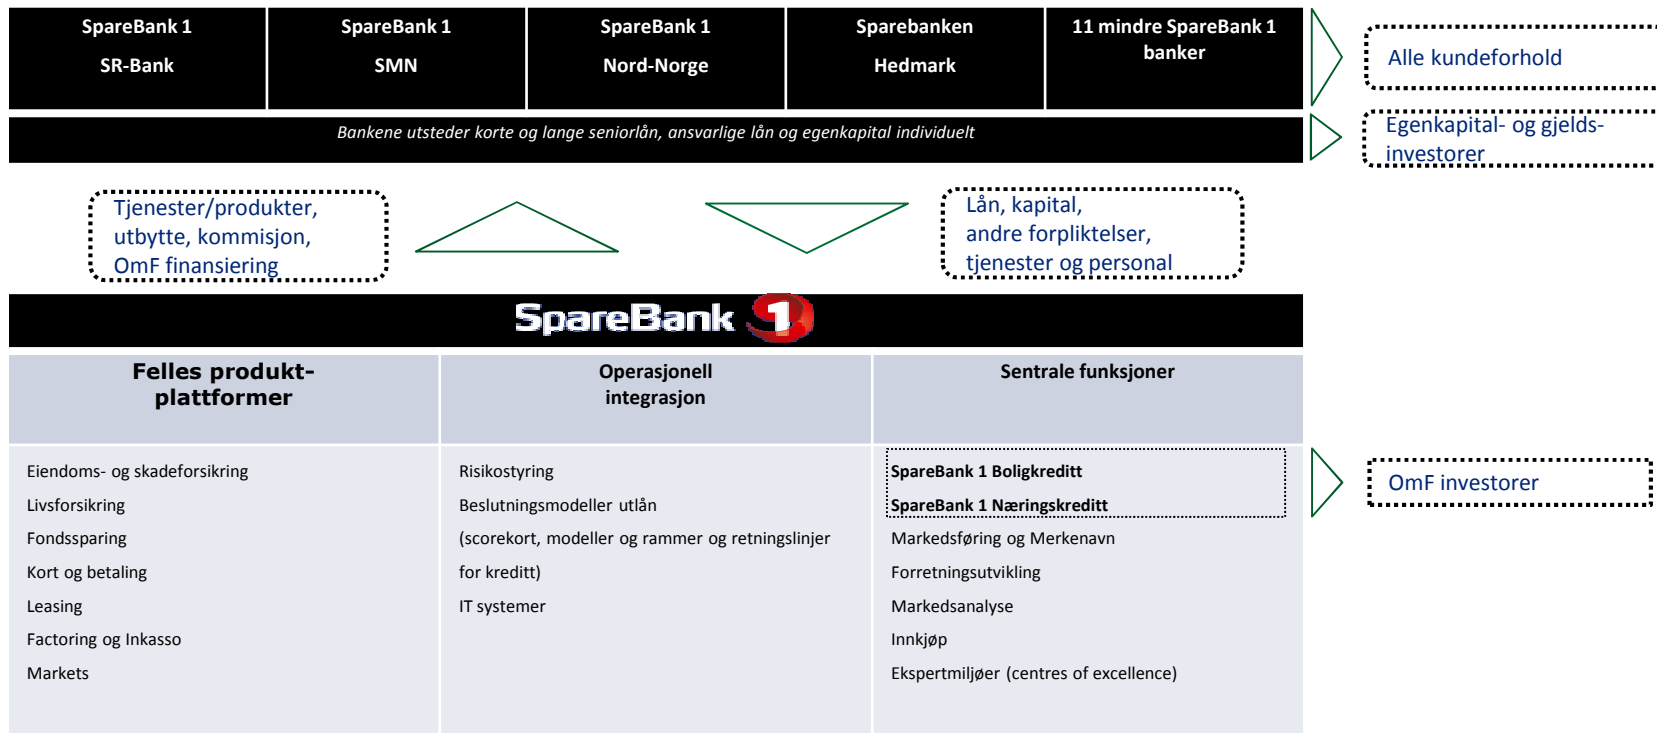 SpareBank 1
SR-Bank
SpareBank 1
SMN
SpareBank 1
Nord-Norge
Sparebanken
Hedmark
11 mindre SpareBank 1
banker
Alle kundeforhold
Bankene utsteder korte og lange seniorlån, ansvarlige lån og egenkapital individuelt
Egenkapital- og gjelds-
investorer
Tjenester/produkter,
utbytte, kommisjon,
OmF finansiering
Lån, kapital,
andre forpliktelser,
tjenester og personal
SpareBank 1
Felles produkt-
plattformer
Operasjonell
integrasjon
Sentrale funksjoner
Eiendoms- og skadeforsikring
Livsforsikring
Fondssparing
Kort og betaling
Leasing
Factoring og Inkasso
Markets
Risikostyring
Beslutningsmodeller utlån
(scorekort, modeller og rammer og retningslinjer
for kreditt)
IT systemer
SpareBank 1 Boligkreditt
SpareBank 1 Næringskreditt
Markedsføring og Merkenavn
Forretningsutvikling
Markedsanalyse
Innkjøp
Ekspertmiljøer (centres of excellence)
OmF investorer